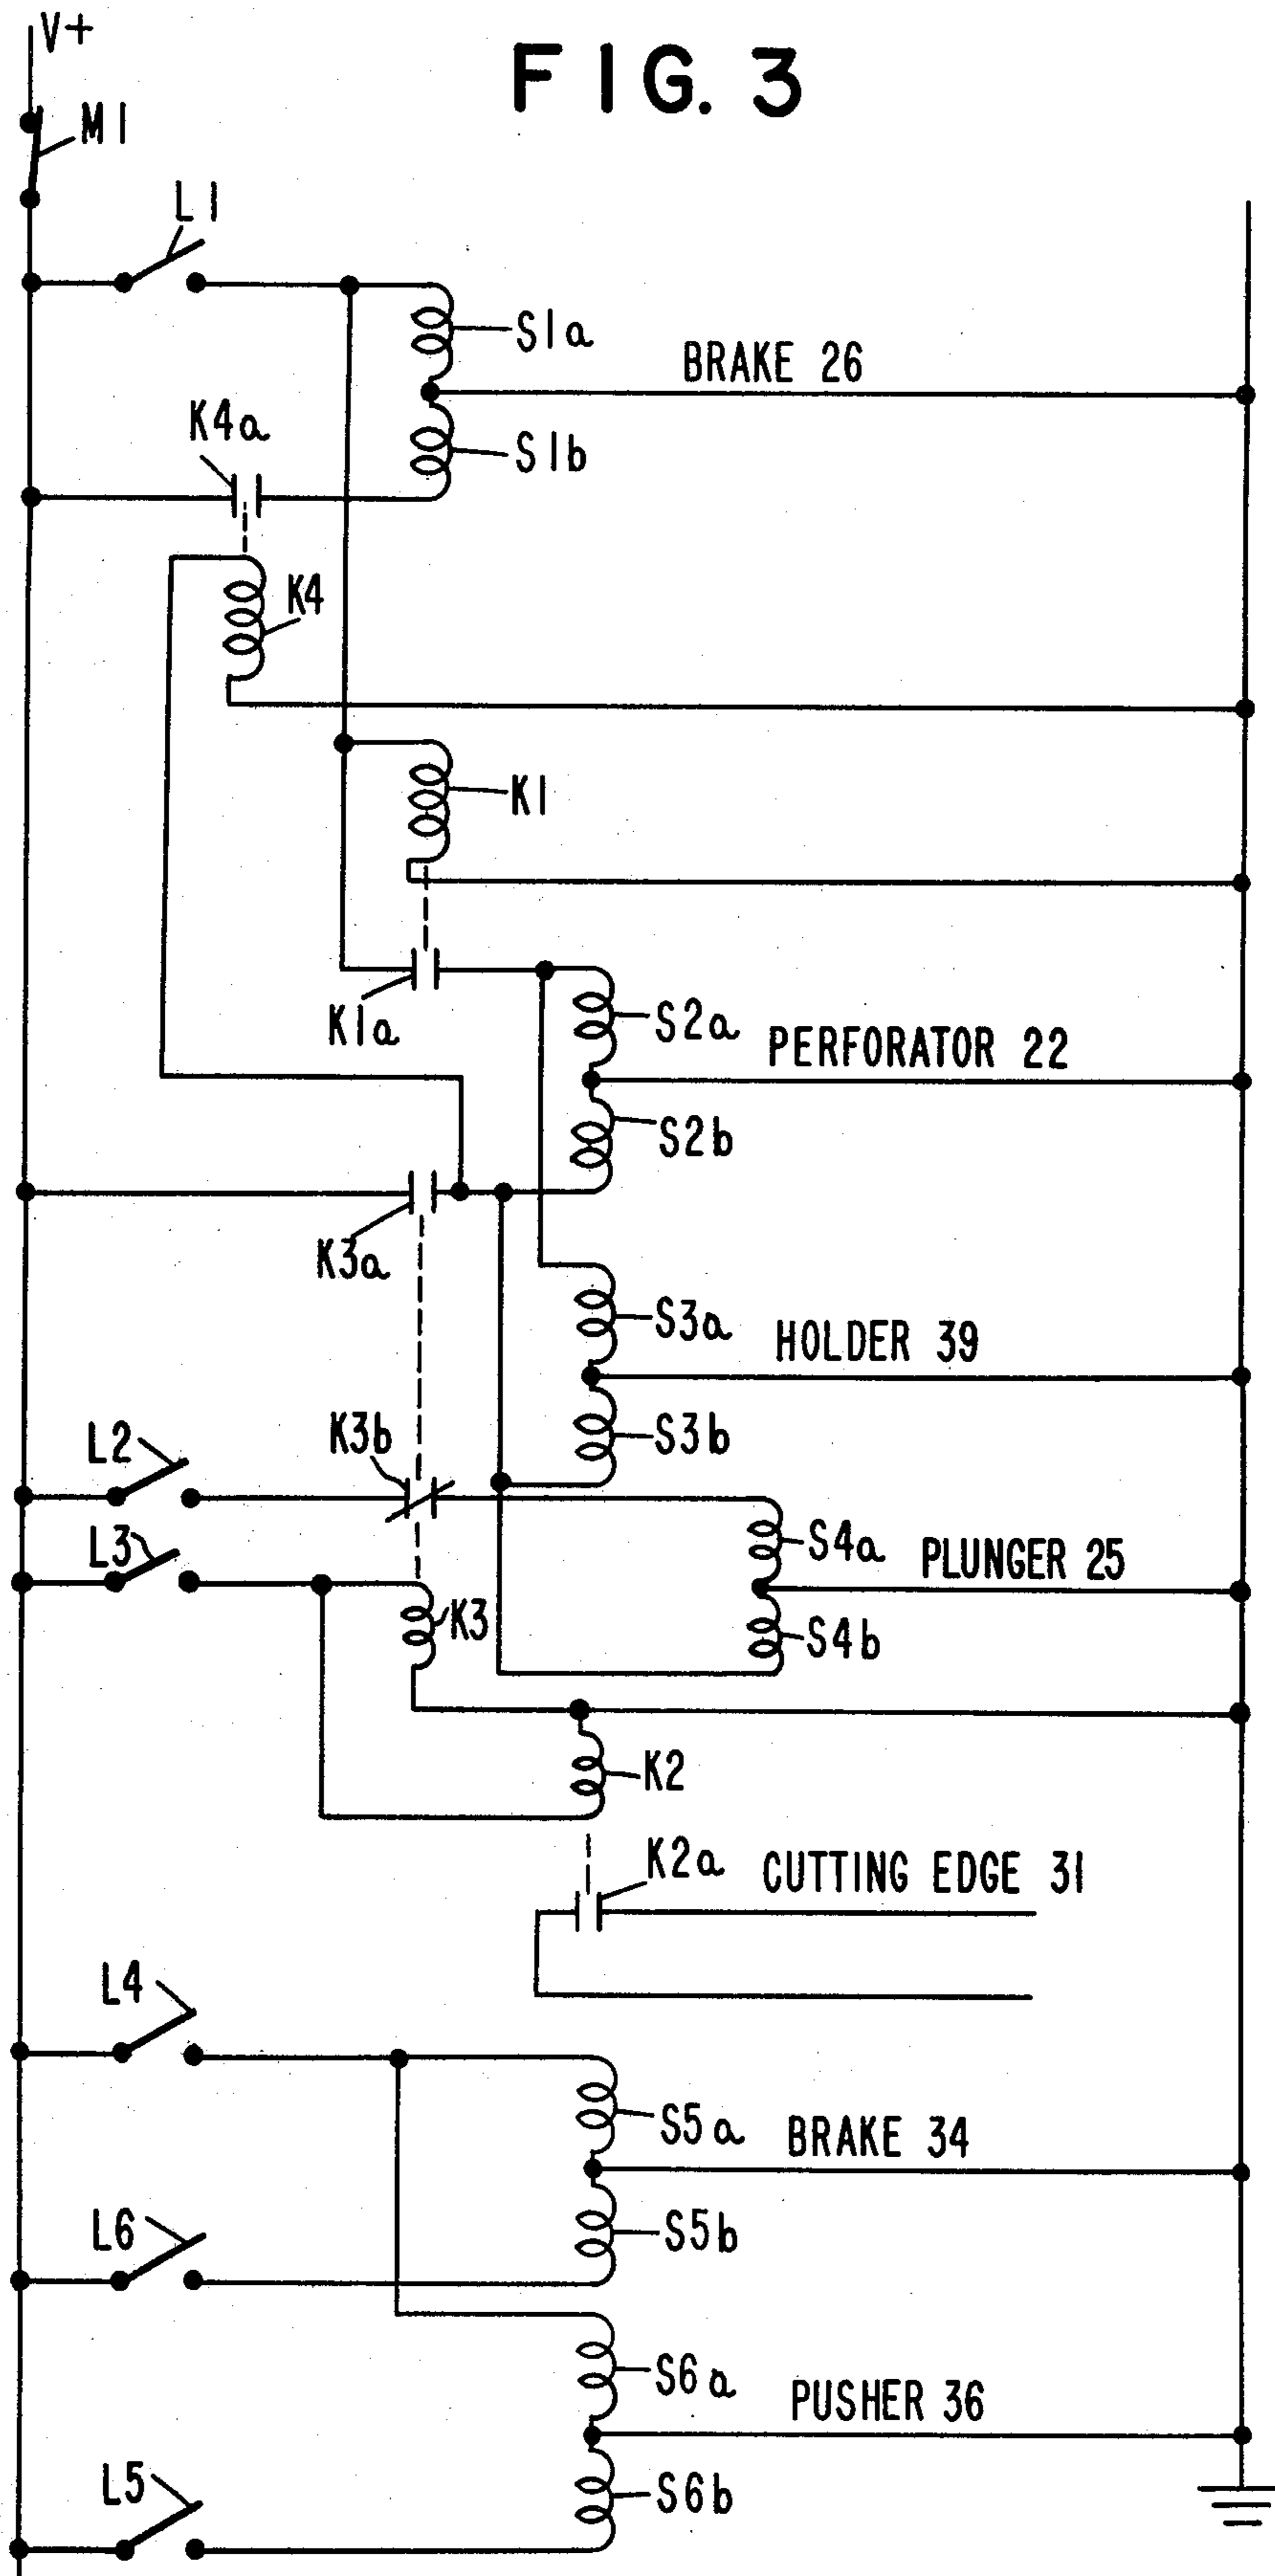 V+
FIG. 3
M1
L1
S1a
BRAKE 26
K4a
S1b
K4
K1
K1a
S2a
PERFORATOR 22
S2b
K3a
S3a
HOLDER 39
L2
K3b
S3b
L3
S4a
PLUNGER 25
K3
S4b
K2
K2a
CUTTING EDGE 31
L4
S5a
BRAKE 34
L6
S5b
S6a
PUSHER 36
L5
S6b